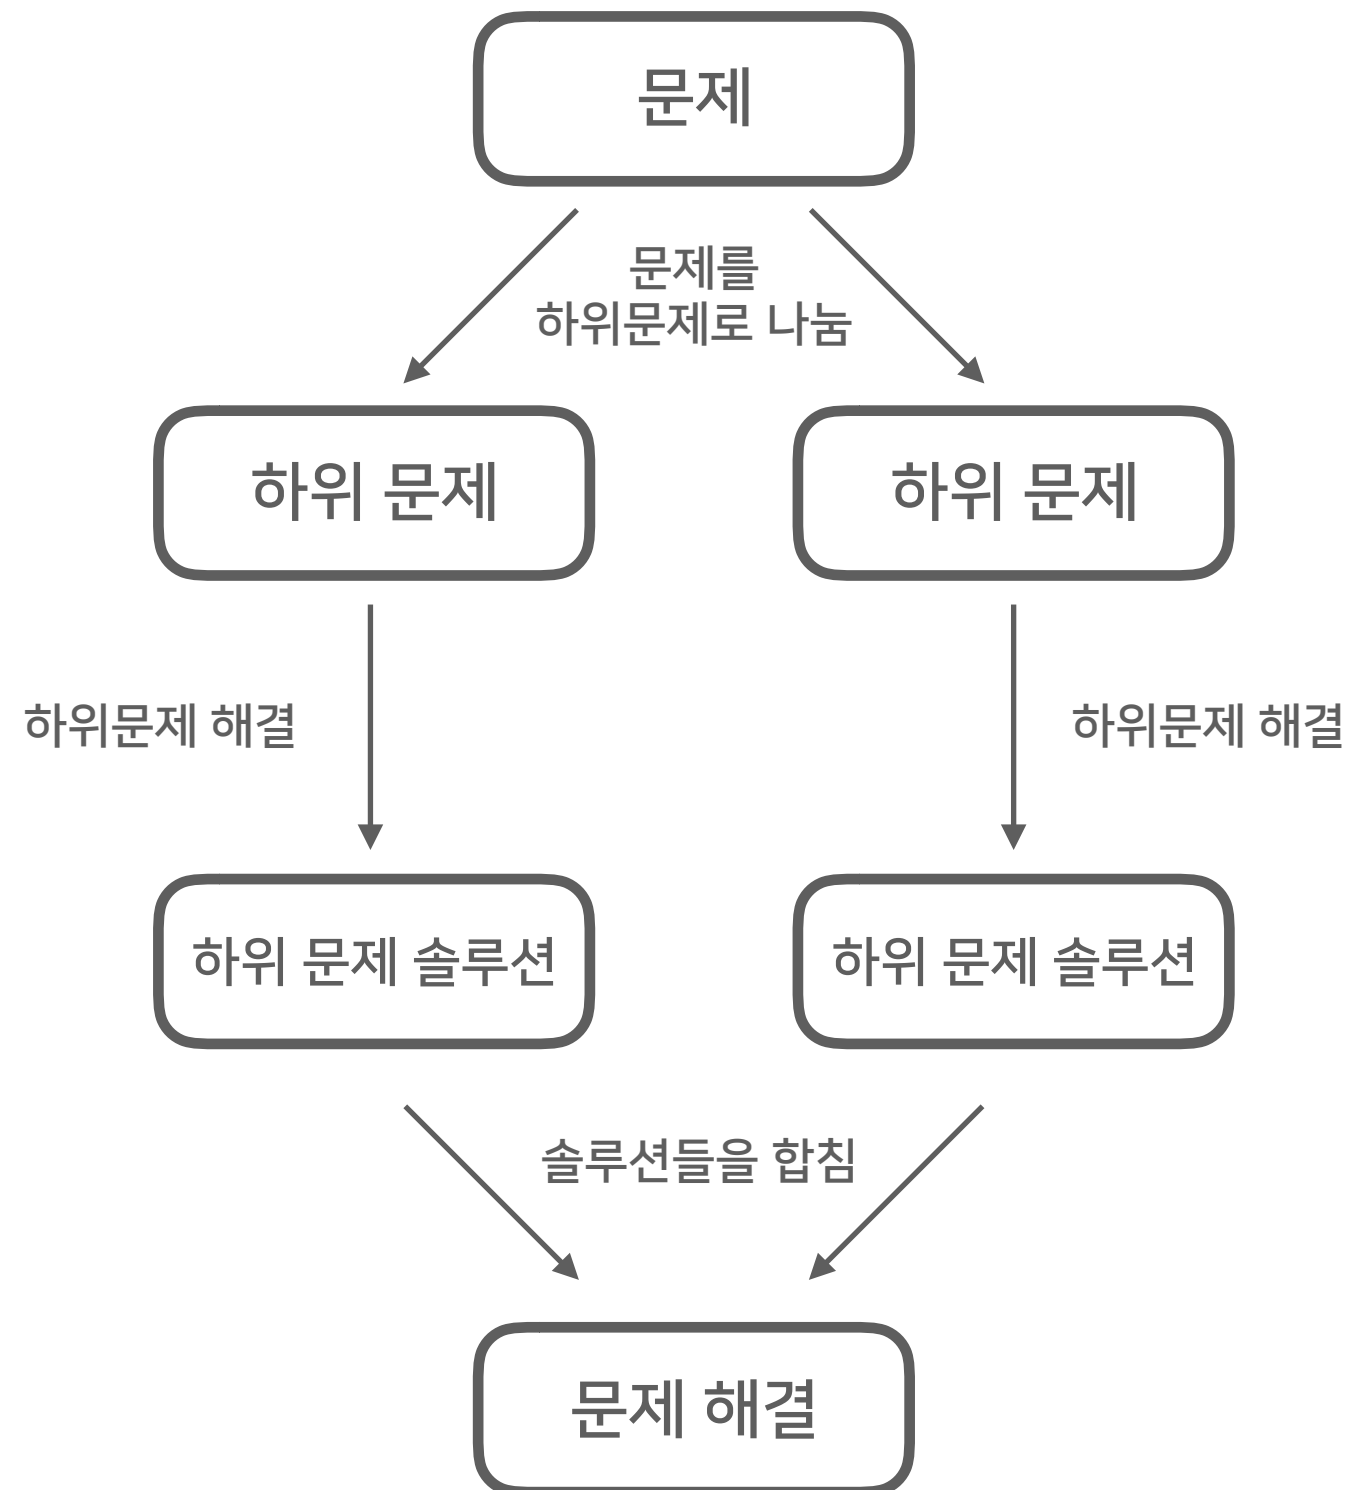 문제
문제를
하위문제로 나눔
하위 문제
하위 문제
하위문제 해결
하위문제 해결
하위 문제 솔루션
하위 문제 솔루션
솔루션들을 합침
문제 해결